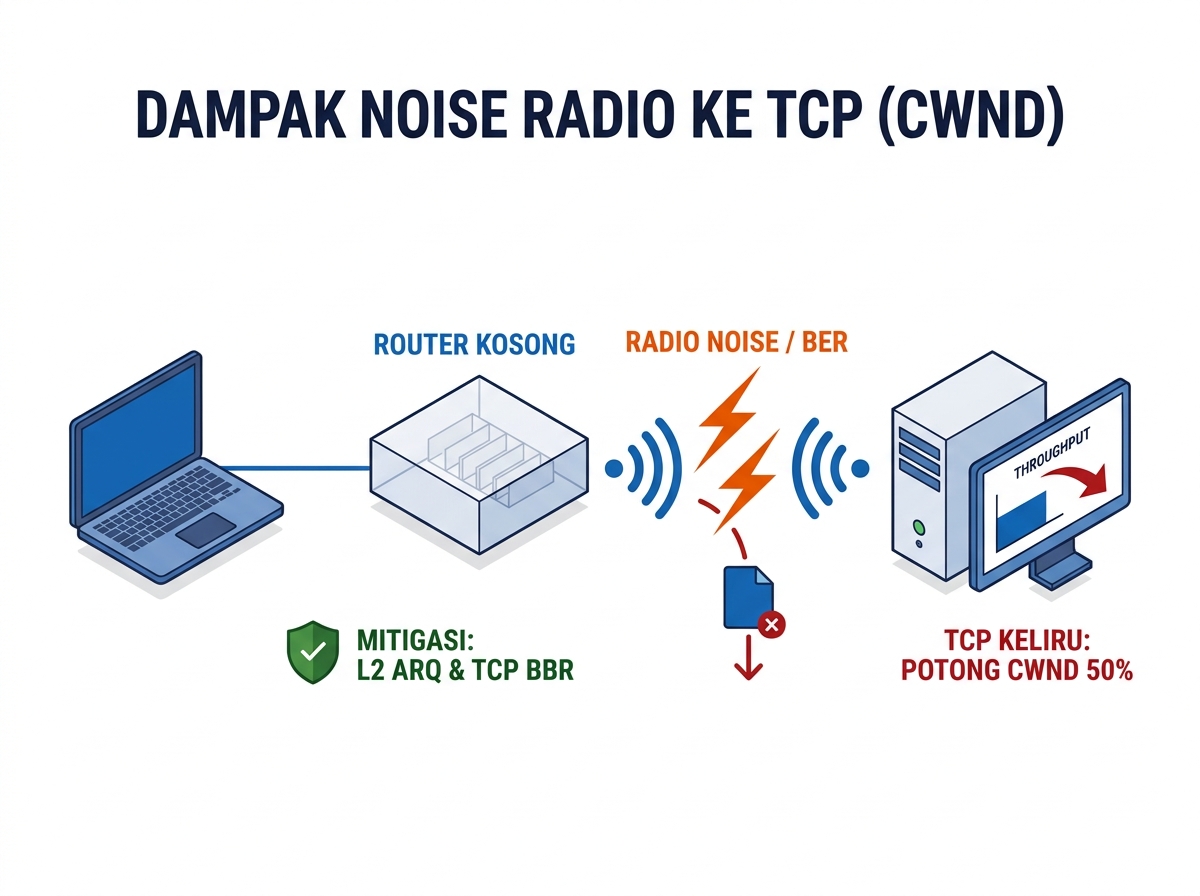 DAMPAK NOISE RADIO KE TCP (CWND)
ROUTER KOSONG
RADIO NOISE / BER
THROUGHPUT
MITIGASI:
L2 ARQ & TCP BBR
TCP KELIRU:
POTONG CWND 50%